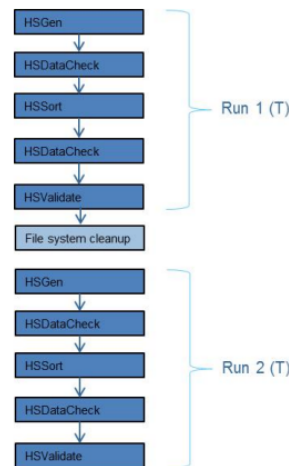 HSGen
HSDataCheck
HSSort
HSDataCheck
HSValidate
Run 1 (T)
File system cleanup
HSGen
HSDataCheck
HSSort
HSDataCheck
HSValidate
Run 2 (T)